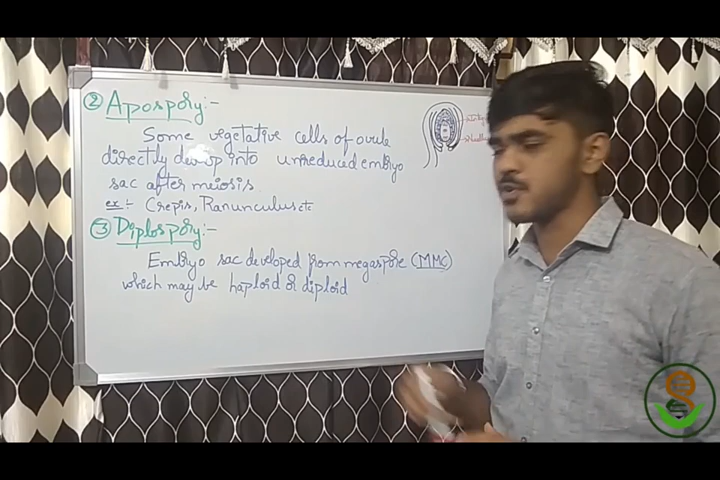 ② Apospory:-
Some vegetative cells of ovule
directly develop into unreduced embryo
sac after meiosis
ex:- Crepis, Ranunculus etc
③ Diplospory:-
Embryo sac developed from megaspore (MMC)
which may be haploid or diploid